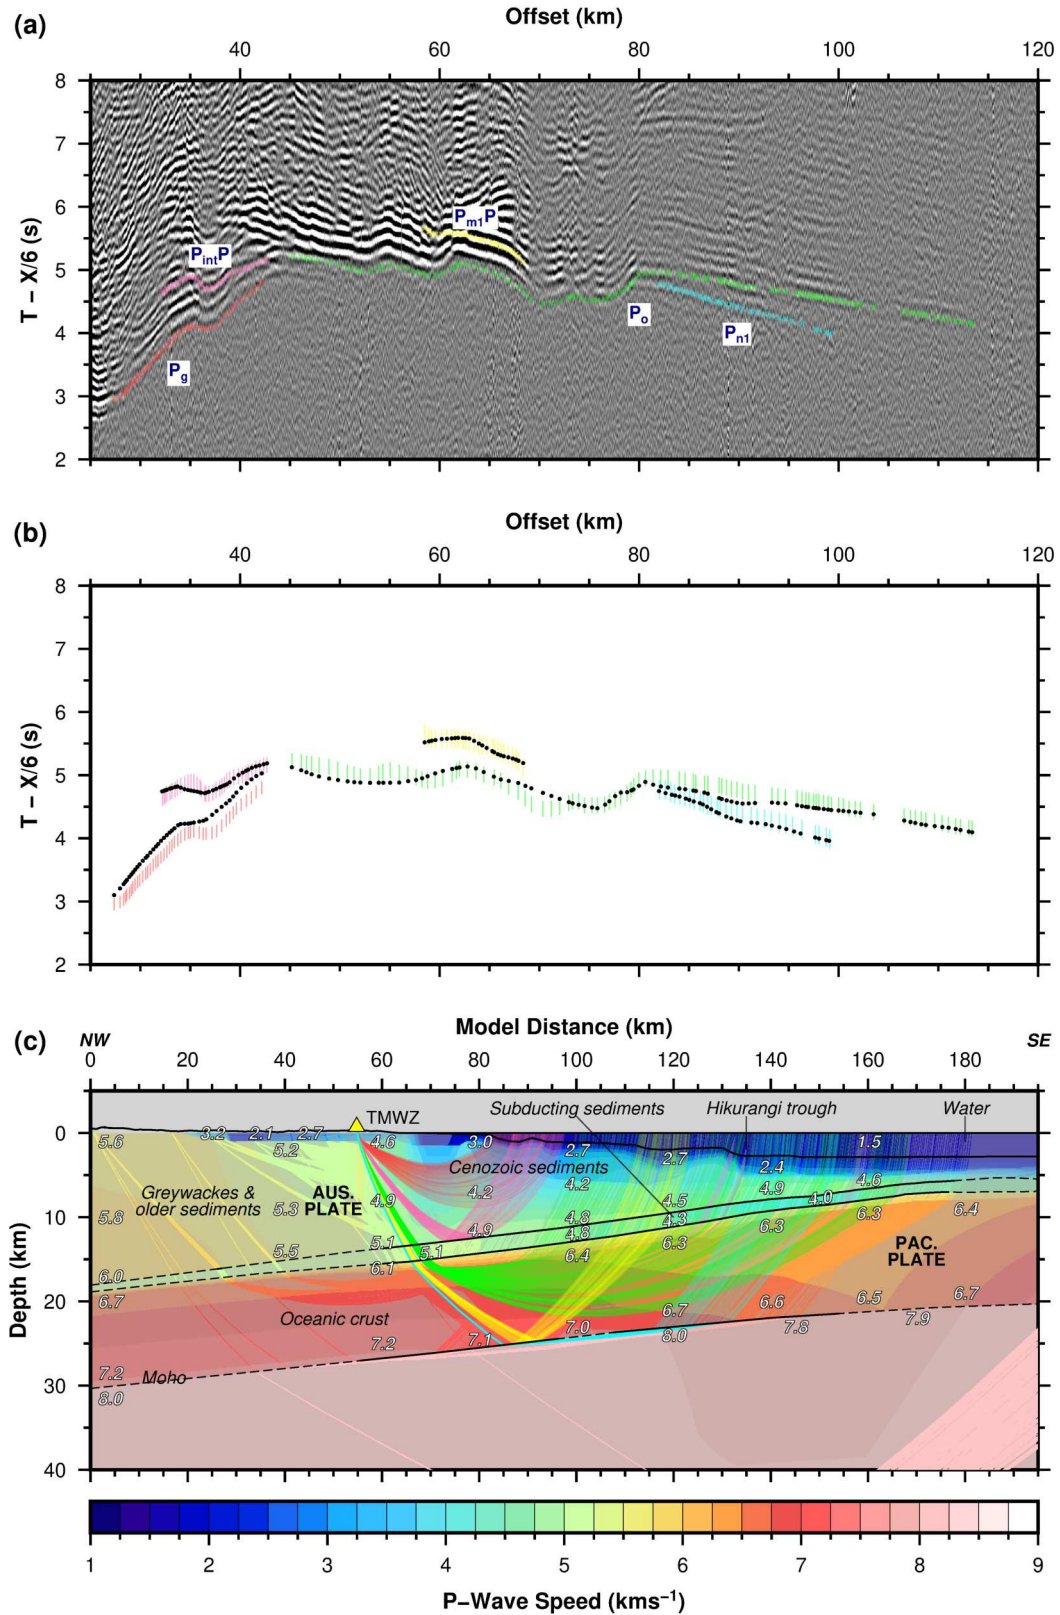 (a)
Offset (km)
40 60 80 100 120
8
7
6
5
4
3
2
T − X/6 (s)
Pm1P
PintP
Po
Pn1
Pg
(b)
Offset (km)
40 60 80 100 120
8
7
6
5
4
3
2
T − X/6 (s)
(c)
Model Distance (km)
NW SE
0 20 40 60 80 100 120 140 160 180
TMWZ Subducting sediments Hikurangi trough Water
0
10
20
30
40
Depth (km)
5.6 3.2 2.1 2.7 4.6 3.0 1.5
5.2 2.7 2.7 2.4
Cenozoic sediments
4.2 4.2 4.9 4.6
Greywackes &
older sediments
AUS.
PLATE
4.9 4.5 4.0
5.8 5.3 4.8 4.3 6.3 6.3 6.4
4.9 4.8
5.1 5.1 6.3
5.5 6.4
PAC.
PLATE
6.0 6.1
6.7 6.7 6.6 6.5 6.7
Oceanic crust
7.2 7.1 7.0 8.0 7.8 7.9
7.2 Moho
8.0
1 2 3 4 5 6 7 8 9
P−Wave Speed (kms−1)